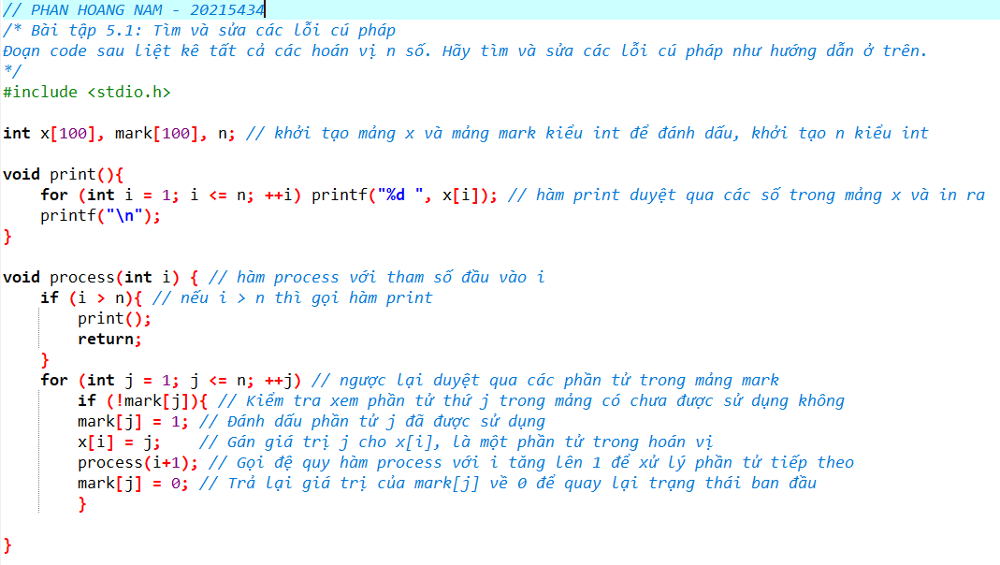 // PHAN HOANG NAM - 20215434
/* Bài tập 5.1: Tìm và sửa các lỗi cú pháp
Đoạn code sau liệt kê tất cả các hoán vị n số. Hãy tìm và sửa các lỗi cú pháp như hướng dẫn ở trên.
*/
#include <stdio.h>
int x[100], mark[100], n; // khởi tạo mảng x và mảng mark kiểu int để đánh dấu, khởi tạo n kiểu int
void print(){
for (int i = 1; i <= n; ++i) printf("%d ", x[i]); // hàm print duyệt qua các số trong mảng x và in ra
printf("\n");
}
void process(int i) { // hàm process với tham số đầu vào i
if (i > n){ // nếu i > n thì gọi hàm print
print();
return;
}
for (int j = 1; j <= n; ++j) // ngược lại duyệt qua các phần tử trong mảng mark
if (!mark[j]){ // Kiểm tra xem phần tử thứ j trong mảng có chưa được sử dụng không
mark[j] = 1; // Đánh dấu phần tử j đã được sử dụng
x[i] = j; // Gán giá trị j cho x[i], là một phần tử trong hoán vị
process(i+1); // Gọi đệ quy hàm process với i tăng lên 1 để xử lý phần tử tiếp theo
mark[j] = 0; // Trả lại giá trị của mark[j] về 0 để quay lại trạng thái ban đầu
}
}